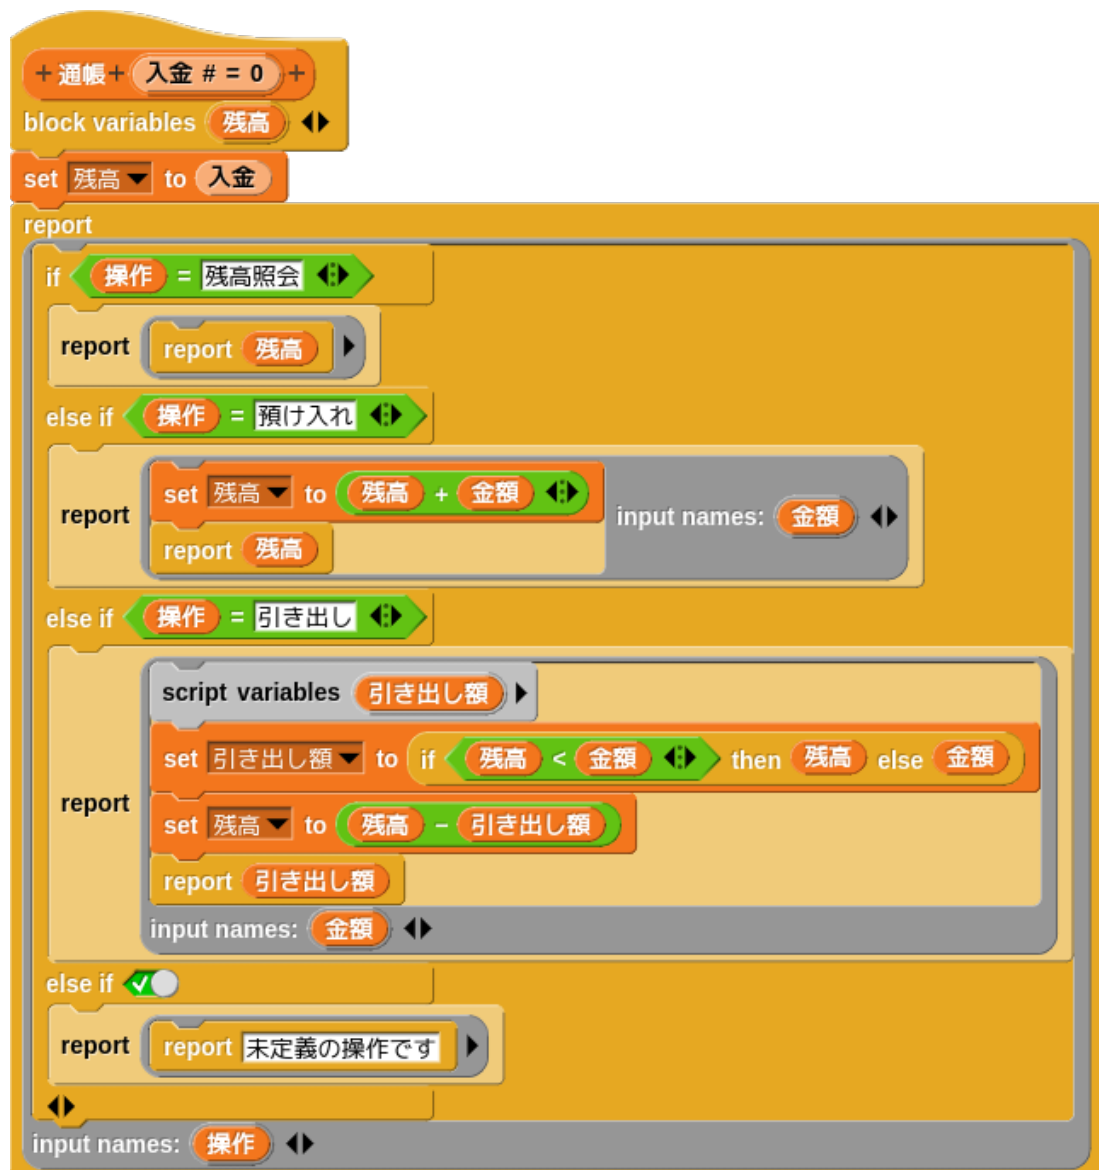 + 通帳 + 入金 # = 0 +
block variables 残高
set 残高 to 入金
report
if 操作 = 残高照会
report report 残高
else if 操作 = 預け入れ
set 残高 to 残高 + 金額
report input names: 金額
report 残高
else if 操作 = 引き出し
script variables 引き出し額
set 引き出し額 to if 残高 < 金額 then 残高 else 金額
report
set 残高 to 残高 − 引き出し額
report 引き出し額
input names: 金額
else if
report report 未定義の操作です
input names: 操作